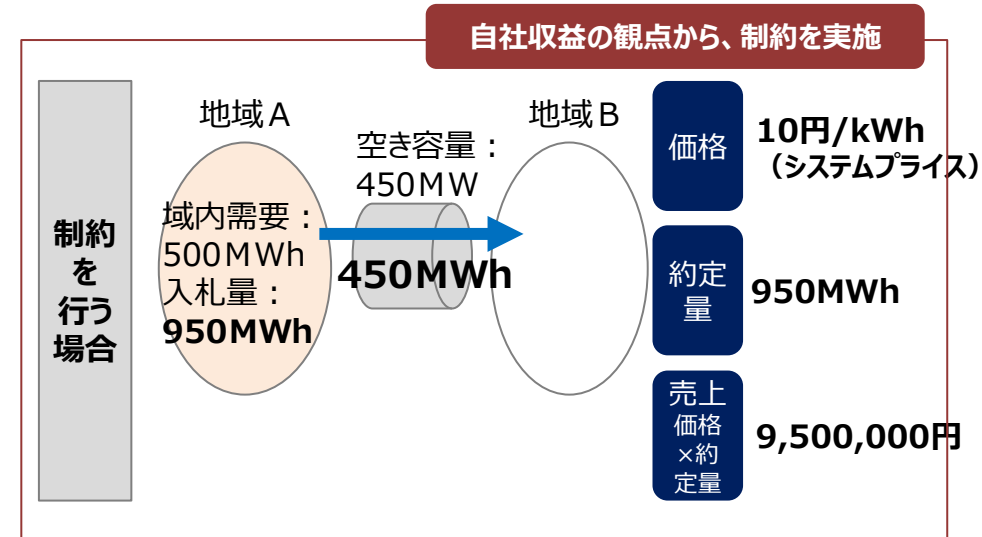 自社収益の観点から、制約を実施
制約
を
行う
場合
地域A
域内需要：
500MWh
入札量：
950MWh
空き容量：
450MW
450MWh
地域B
価格
10円/kWh
（システムプライス）
約定
量
950MWh
売上
価格
×約
定量
9,500,000円